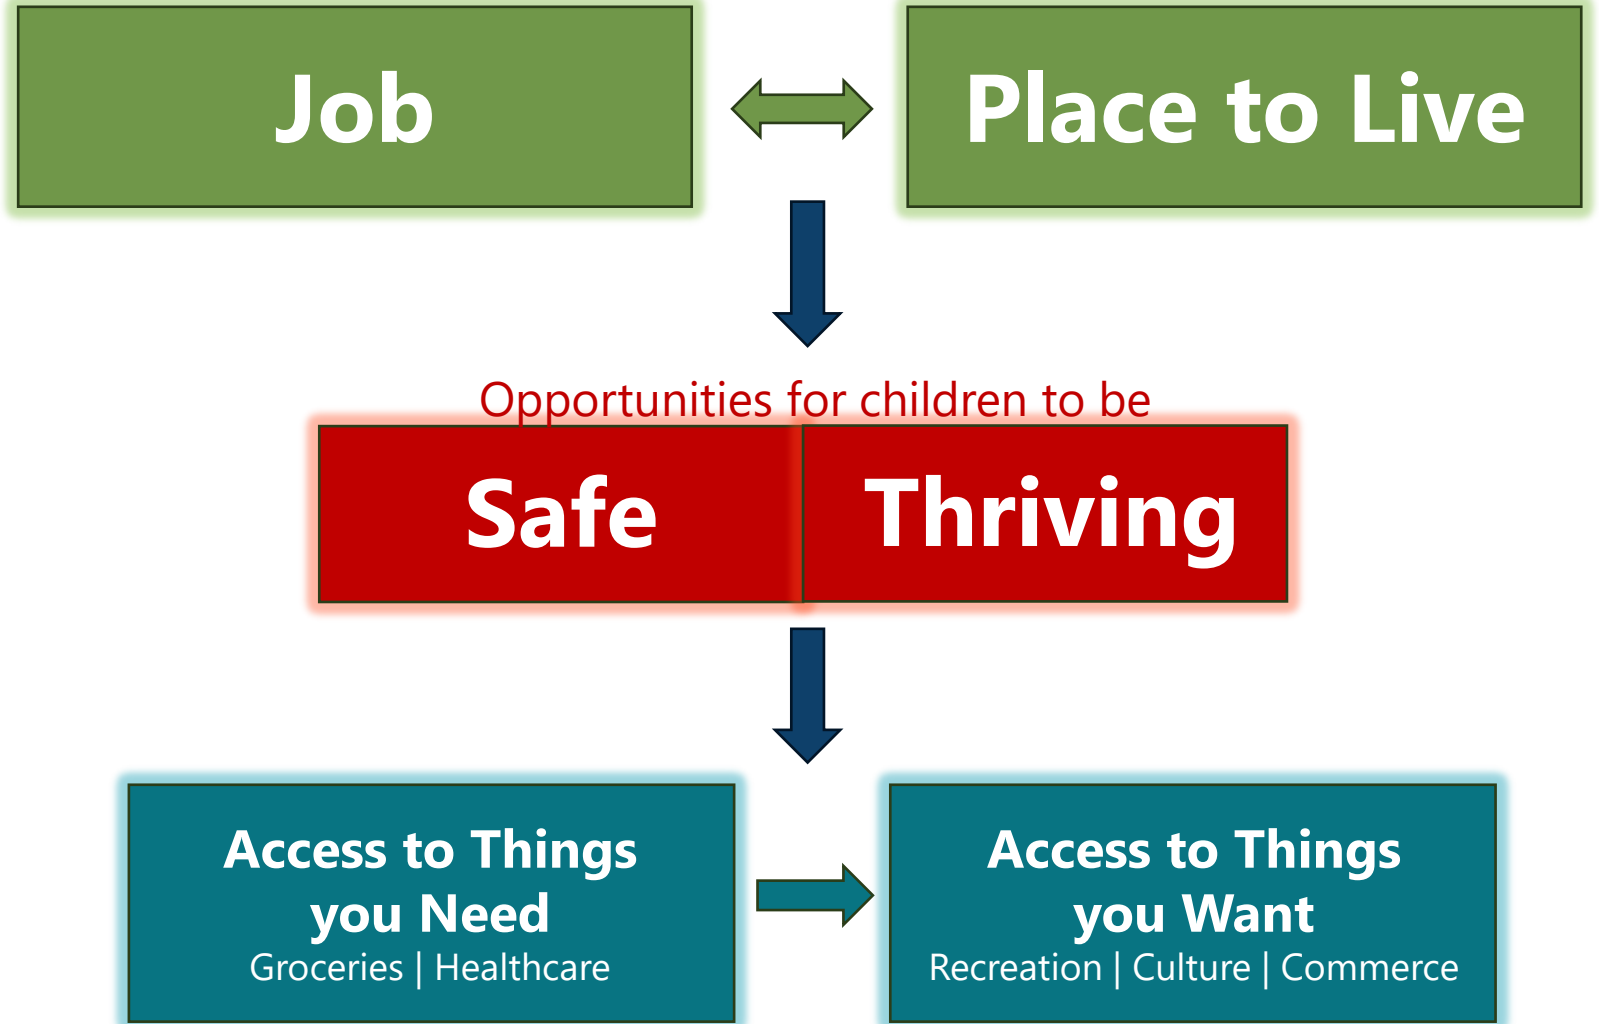 Job
Place to Live
Opportunities for children to be
Safe
Thriving
Access to Things
you Need
Groceries | Healthcare
Access to Things
you Want
Recreation | Culture | Commerce